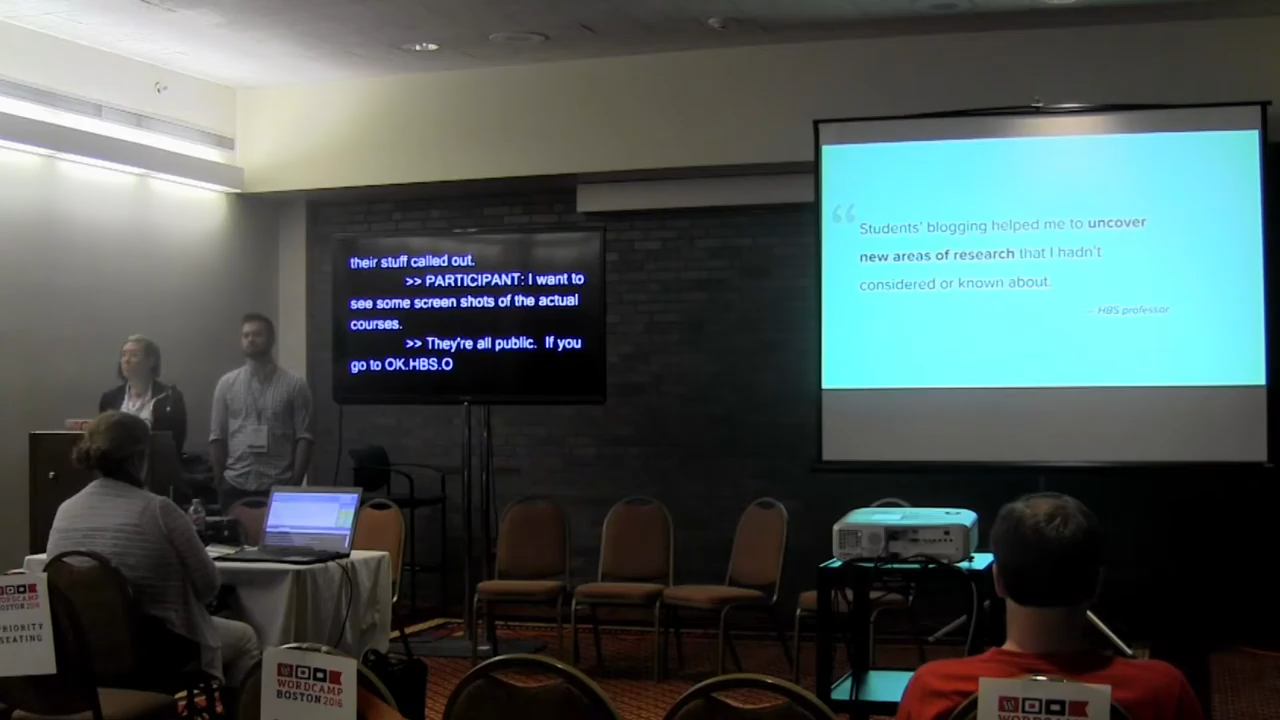 their stuff called out.
>> PARTICIPANT: I want to
see some screen shots of the actual
courses.
>> They're all public. If you
go to OK.HBS.O
“
Students' blogging helped me to uncover
new areas of research that I hadn't
considered or known about.
– HBS professor
WORDCAMP
BOSTON 2016
PRIORITY
SEATING
WORDCAMP
BOSTON 2016
WORDCAMP